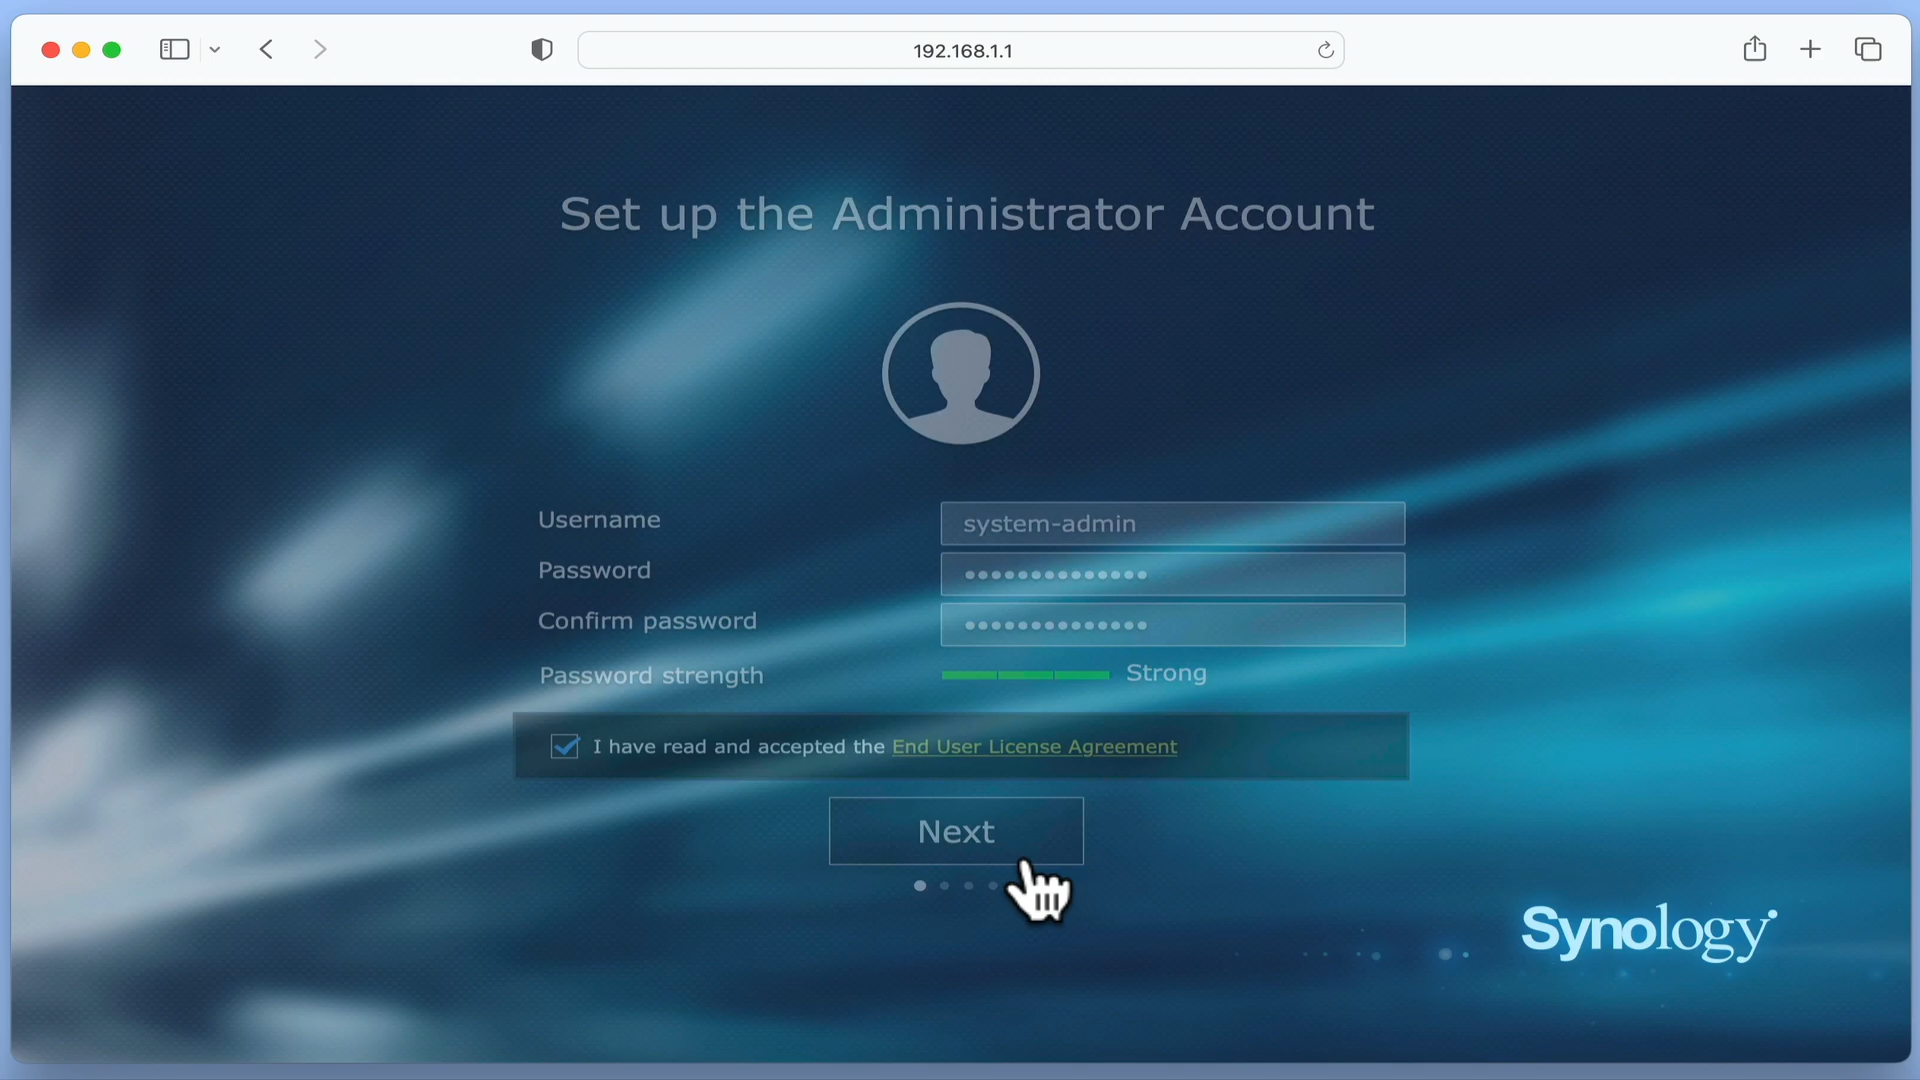 192.168.1.1
Set up the Administrator Account
Username
system-admin
Password
••••••••••••••
Confirm password
••••••••••••••
Password strength
Strong
I have read and accepted the End User License Agreement
Next
Synology